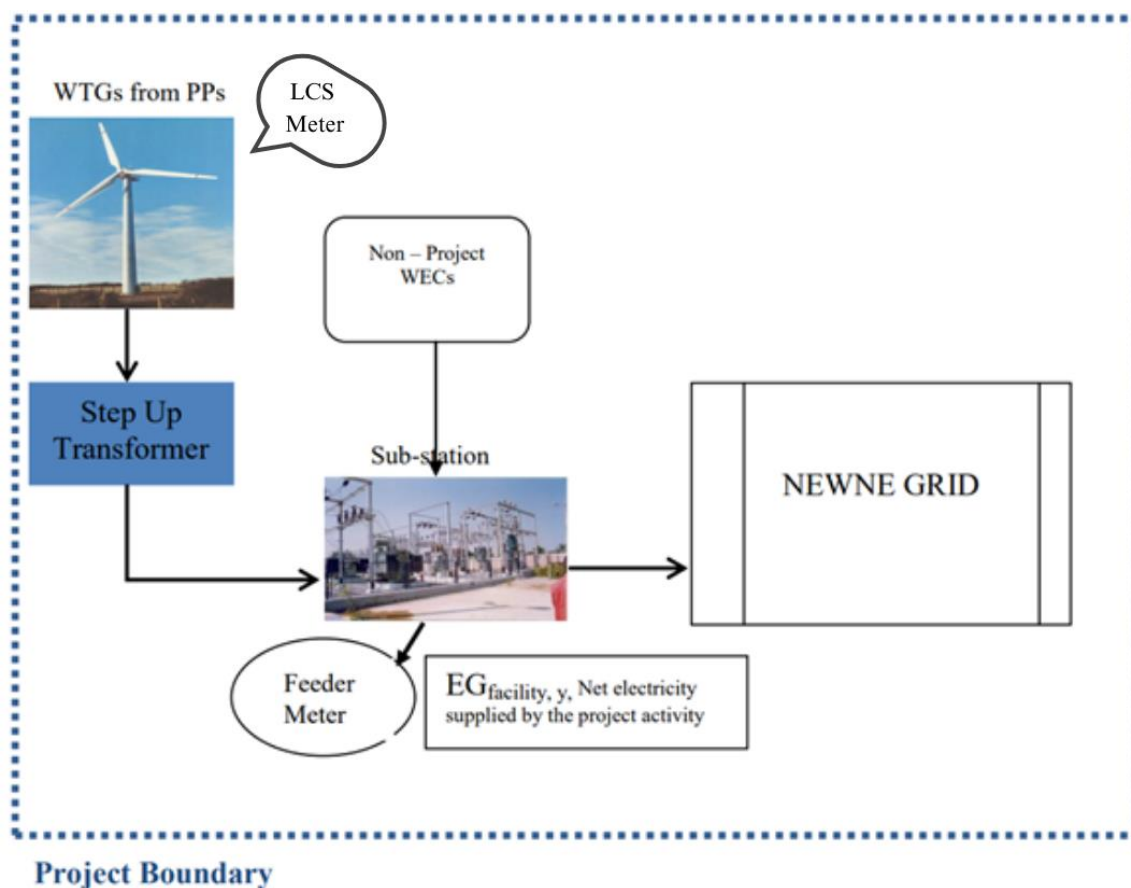 WTGs from PPs
LCS
Meter
Non – Project
WECs
Step Up
Transformer
Sub-station
NEWNE GRID
Feeder
Meter
EGfacility, y, Net electricity
supplied by the project activity
Project Boundary